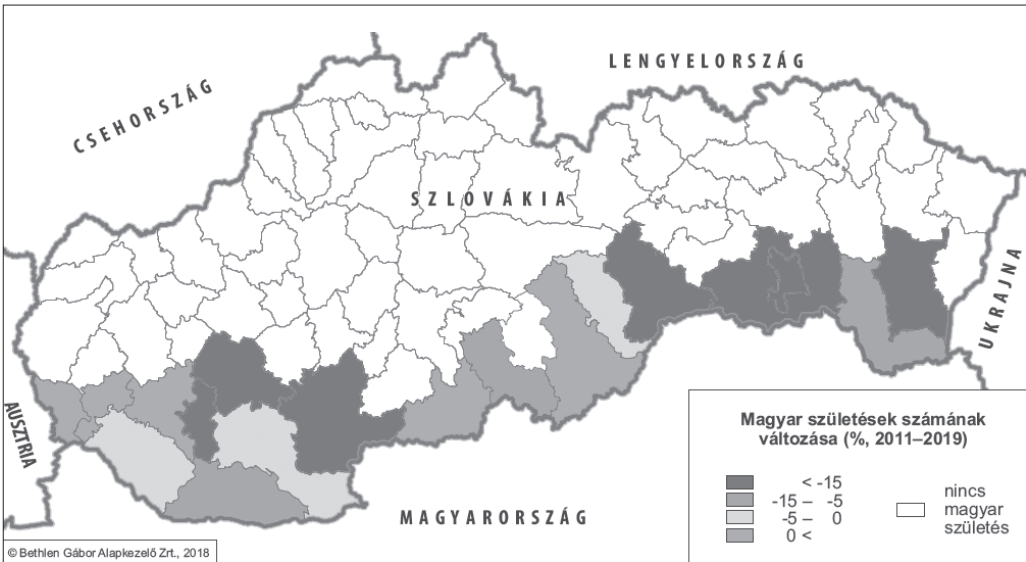 LENGYELORSZÁG
CSEHORSZÁG
SZLOVÁKIA
UKRAJNA
AUSZTRIA
MAGYARORSZÁG
Magyar születések számának
változása (%, 2011–2019)
< -15
-15 – -5
-5 – 0
0 <
nincs
magyar
születés
© Bethlen Gábor Alapkezelő Zrt., 2018